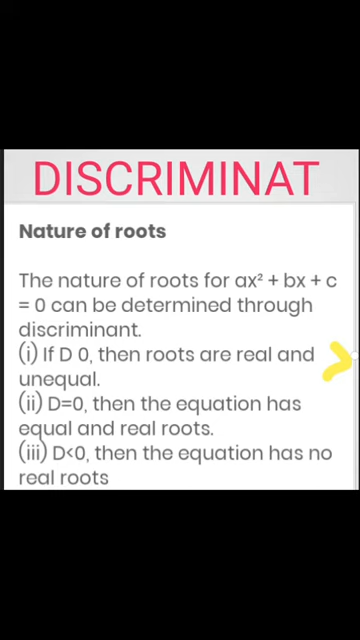 DISCRIMINAT
Nature of roots
The nature of roots for ax² + bx + c
= 0 can be determined through
discriminant.
(i) If D 0, then roots are real and >
unequal.
(ii) D=0, then the equation has
equal and real roots.
(iii) D<0, then the equation has no
real roots